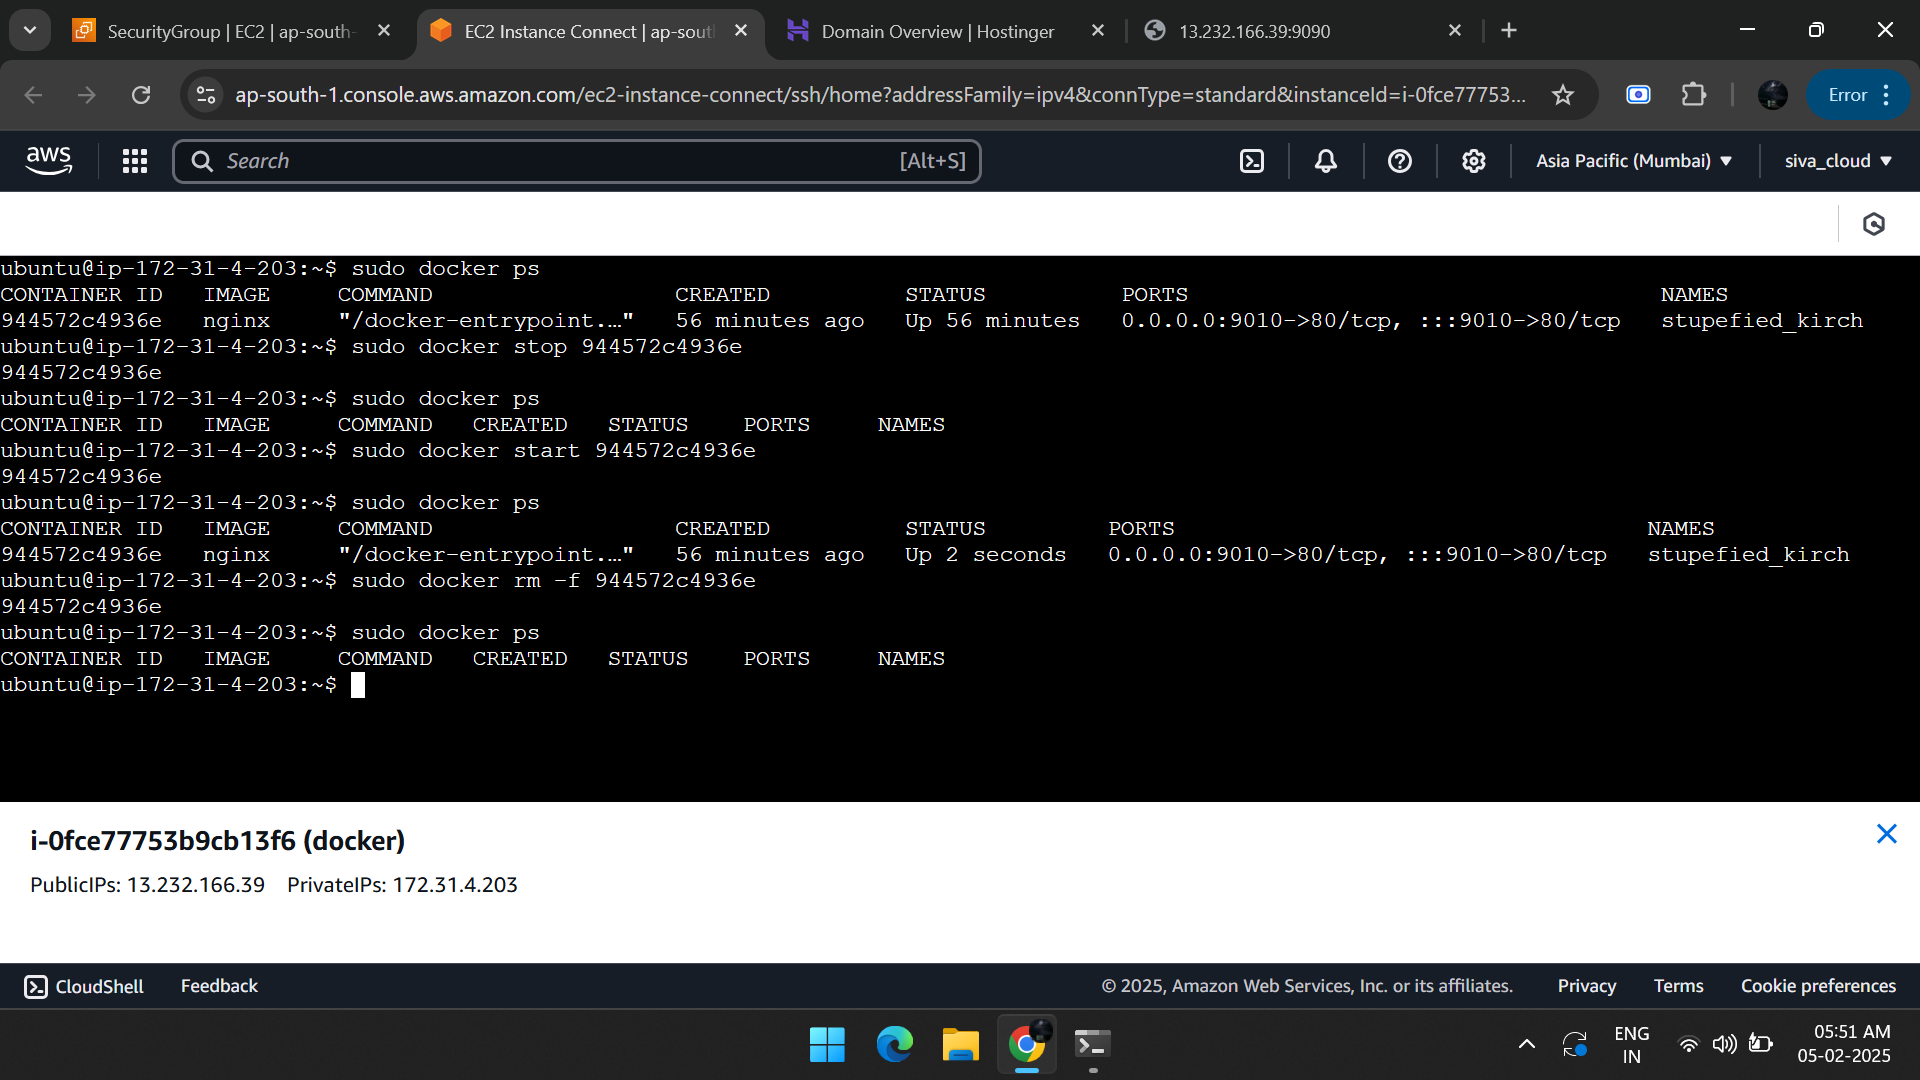 SecurityGroup | EC2 | ap-south-
EC2 Instance Connect | ap-sout
Domain Overview | Hostinger
13.232.166.39:9090
ap-south-1.console.aws.amazon.com/ec2-instance-connect/ssh/home?addressFamily=ipv4&connType=standard&instanceId=i-0fce77753...
Error
aws
Search
[Alt+S]
Asia Pacific (Mumbai)
siva_cloud
ubuntu@ip-172-31-4-203:~$ sudo docker ps
CONTAINER ID IMAGE COMMAND CREATED STATUS PORTS NAMES
944572c4936e nginx "/docker-entrypoint.…" 56 minutes ago Up 56 minutes 0.0.0.0:9010->80/tcp, :::9010->80/tcp stupefied_kirch
ubuntu@ip-172-31-4-203:~$ sudo docker stop 944572c4936e
944572c4936e
ubuntu@ip-172-31-4-203:~$ sudo docker ps
CONTAINER ID IMAGE COMMAND CREATED STATUS PORTS NAMES
ubuntu@ip-172-31-4-203:~$ sudo docker start 944572c4936e
944572c4936e
ubuntu@ip-172-31-4-203:~$ sudo docker ps
CONTAINER ID IMAGE COMMAND CREATED STATUS PORTS NAMES
944572c4936e nginx "/docker-entrypoint.…" 56 minutes ago Up 2 seconds 0.0.0.0:9010->80/tcp, :::9010->80/tcp stupefied_kirch
ubuntu@ip-172-31-4-203:~$ sudo docker rm -f 944572c4936e
944572c4936e
ubuntu@ip-172-31-4-203:~$ sudo docker ps
CONTAINER ID IMAGE COMMAND CREATED STATUS PORTS NAMES
ubuntu@ip-172-31-4-203:~$
i-0fce77753b9cb13f6 (docker)
PublicIPs: 13.232.166.39 PrivateIPs: 172.31.4.203
CloudShell Feedback © 2025, Amazon Web Services, Inc. or its affiliates. Privacy Terms Cookie preferences
ENG
IN
05:51 AM
05-02-2025